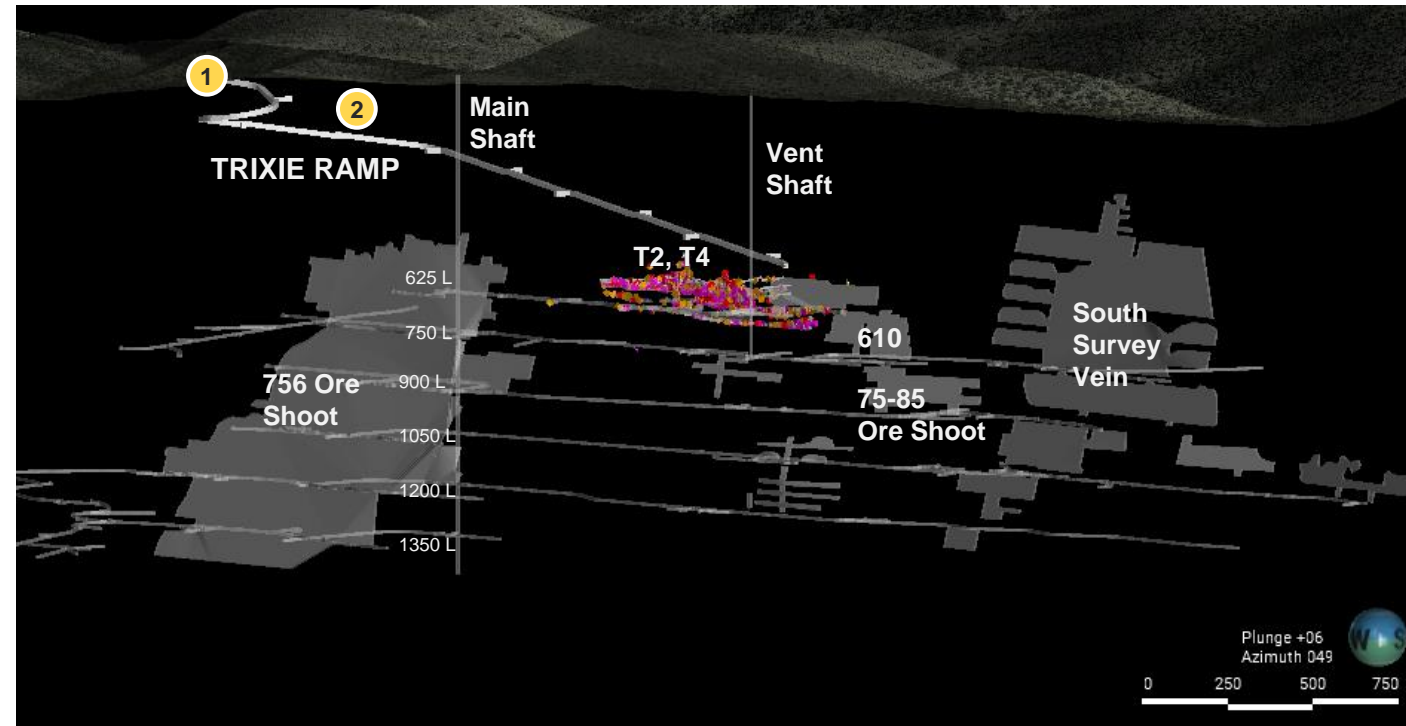 1
2
Main
Shaft
TRIXIE RAMP
Vent
Shaft
T2, T4
625 L
750 L
610
South
Survey
Vein
900 L
756 Ore
Shoot
75-85
Ore Shoot
1050 L
1200 L
1350 L
Plunge +06
Azimuth 049
W S
0 250 500 750